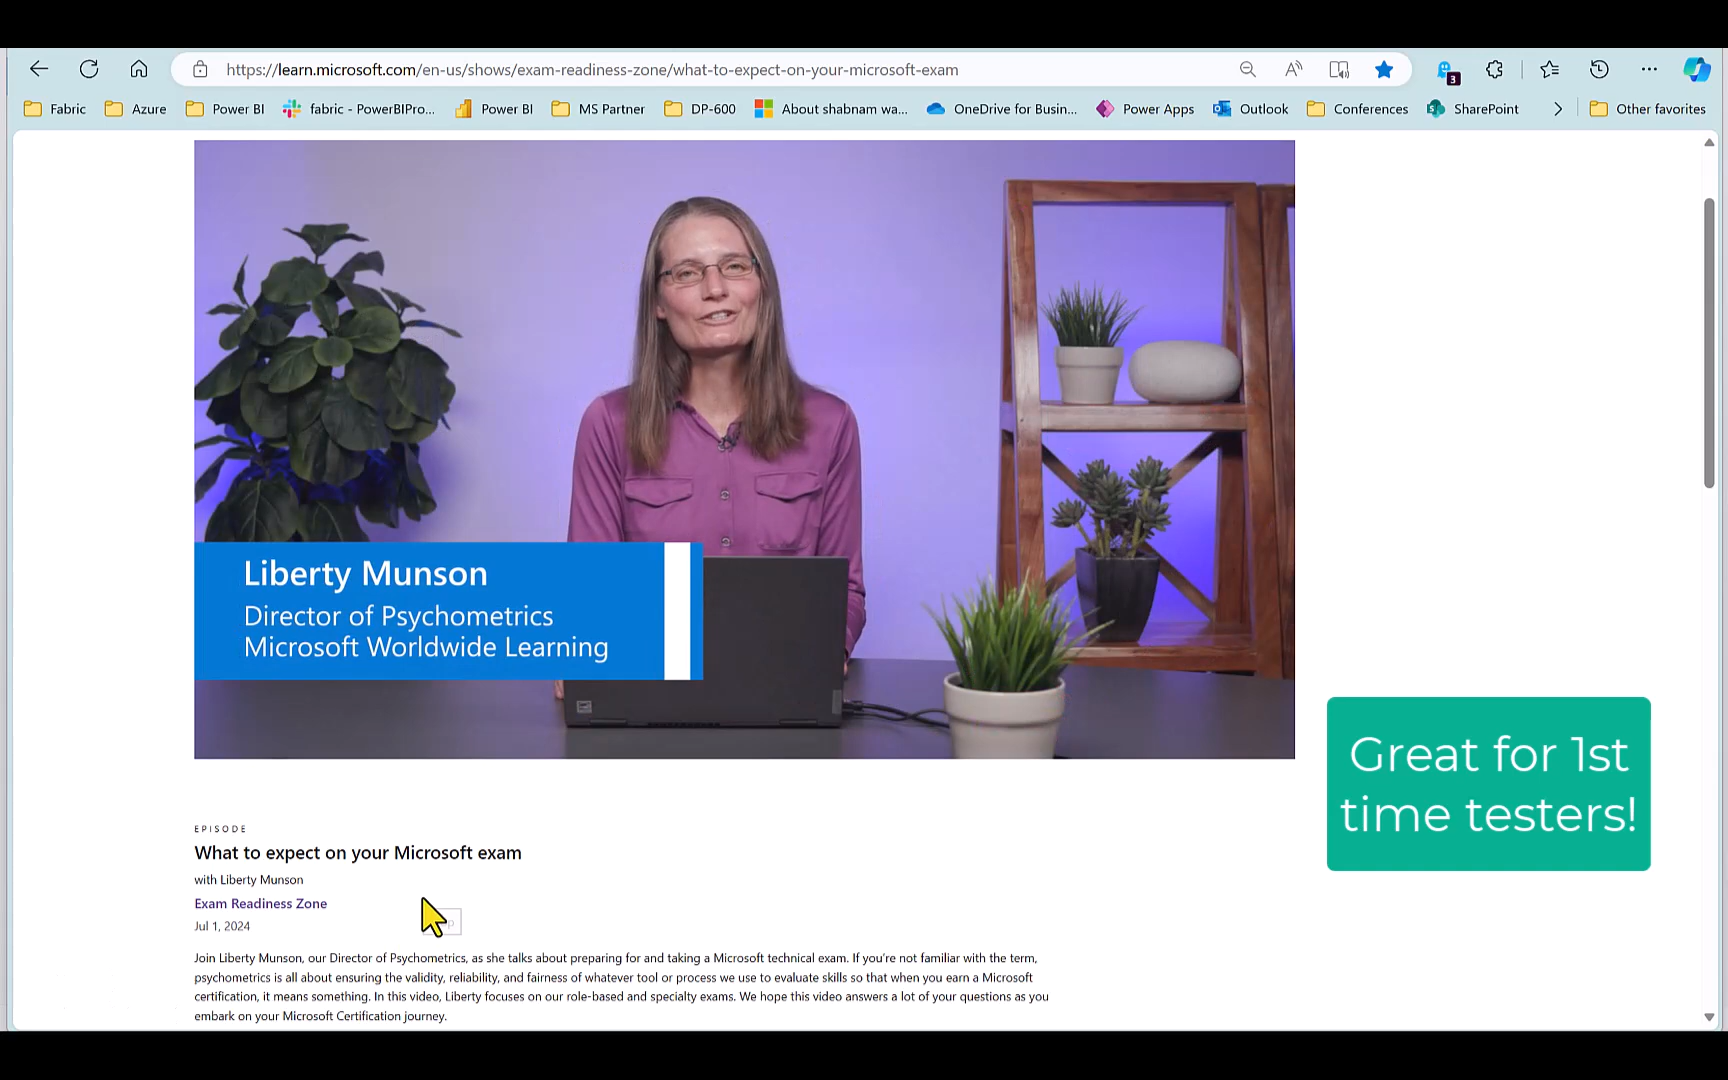 https://learn.microsoft.com/en-us/shows/exam-readiness-zone/what-to-expect-on-your-microsoft-exam
3
Fabric Azure Power BI fabric - PowerBIPro... Power BI MS Partner DP-600 About shabnam wa... OneDrive for Busin... Power Apps Outlook Conferences SharePoint Other favorites
Liberty Munson
Director of Psychometrics
Microsoft Worldwide Learning
Great for 1st
time testers!
EPISODE
What to expect on your Microsoft exam
with Liberty Munson
Exam Readiness Zone
Jul 1, 2024
Join Liberty Munson, our Director of Psychometrics, as she talks about preparing for and taking a Microsoft technical exam. If you're not familiar with the term,
psychometrics is all about ensuring the validity, reliability, and fairness of whatever tool or process we use to evaluate skills so that when you earn a Microsoft
certification, it means something. In this video, Liberty focuses on our role-based and specialty exams. We hope this video answers a lot of your questions as you
embark on your Microsoft Certification journey.